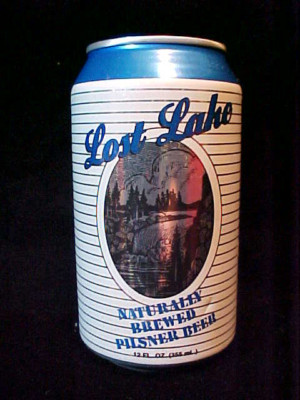 Lost Lake
NATURALLY
BREWED
PILSNER BEER
12 FL. OZ. (355 mL.)